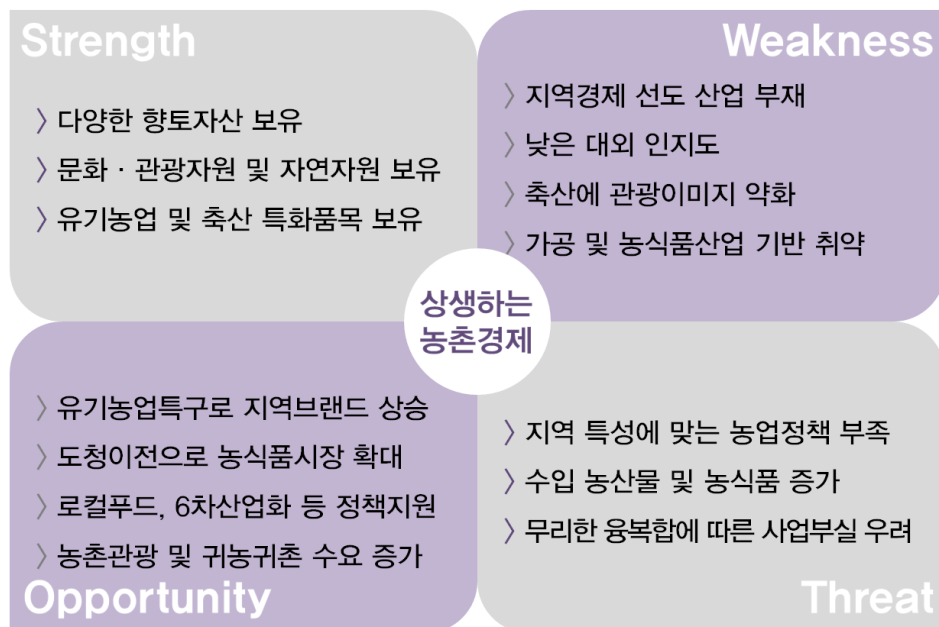 Strength
〉다양한 향토자산 보유
〉문화 · 관광자원 및 자연자원 보유
〉유기농업 및 축산 특화품목 보유
Weakness
〉지역경제 선도 산업 부재
〉낮은 대외 인지도
〉축산에 관광이미지 약화
〉가공 및 농식품산업 기반 취약
상생하는
농촌경제
〉유기농업특구로 지역브랜드 상승
〉도청이전으로 농식품시장 확대
〉로컬푸드, 6차산업화 등 정책지원
〉농촌관광 및 귀농귀촌 수요 증가
Opportunity
〉지역 특성에 맞는 농업정책 부족
〉수입 농산물 및 농식품 증가
〉무리한 융복합에 따른 사업부실 우려
Threat